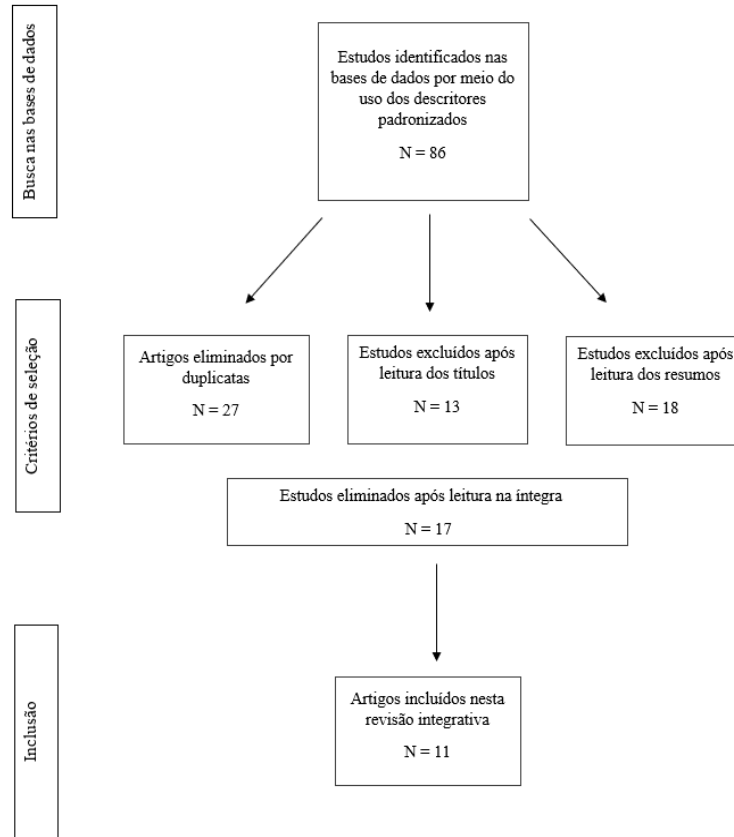 Busca nas bases de dados
Estudos identificados nas
bases de dados por meio do
uso dos descritores
padronizados
N = 86
Critérios de seleção
Artigos eliminados por
duplicatas
N = 27
Estudos excluídos após
leitura dos títulos
N = 13
Estudos excluídos após
leitura dos resumos
N = 18
Estudos eliminados após leitura na íntegra
N = 17
Inclusão
Artigos incluídos nesta
revisão integrativa
N = 11